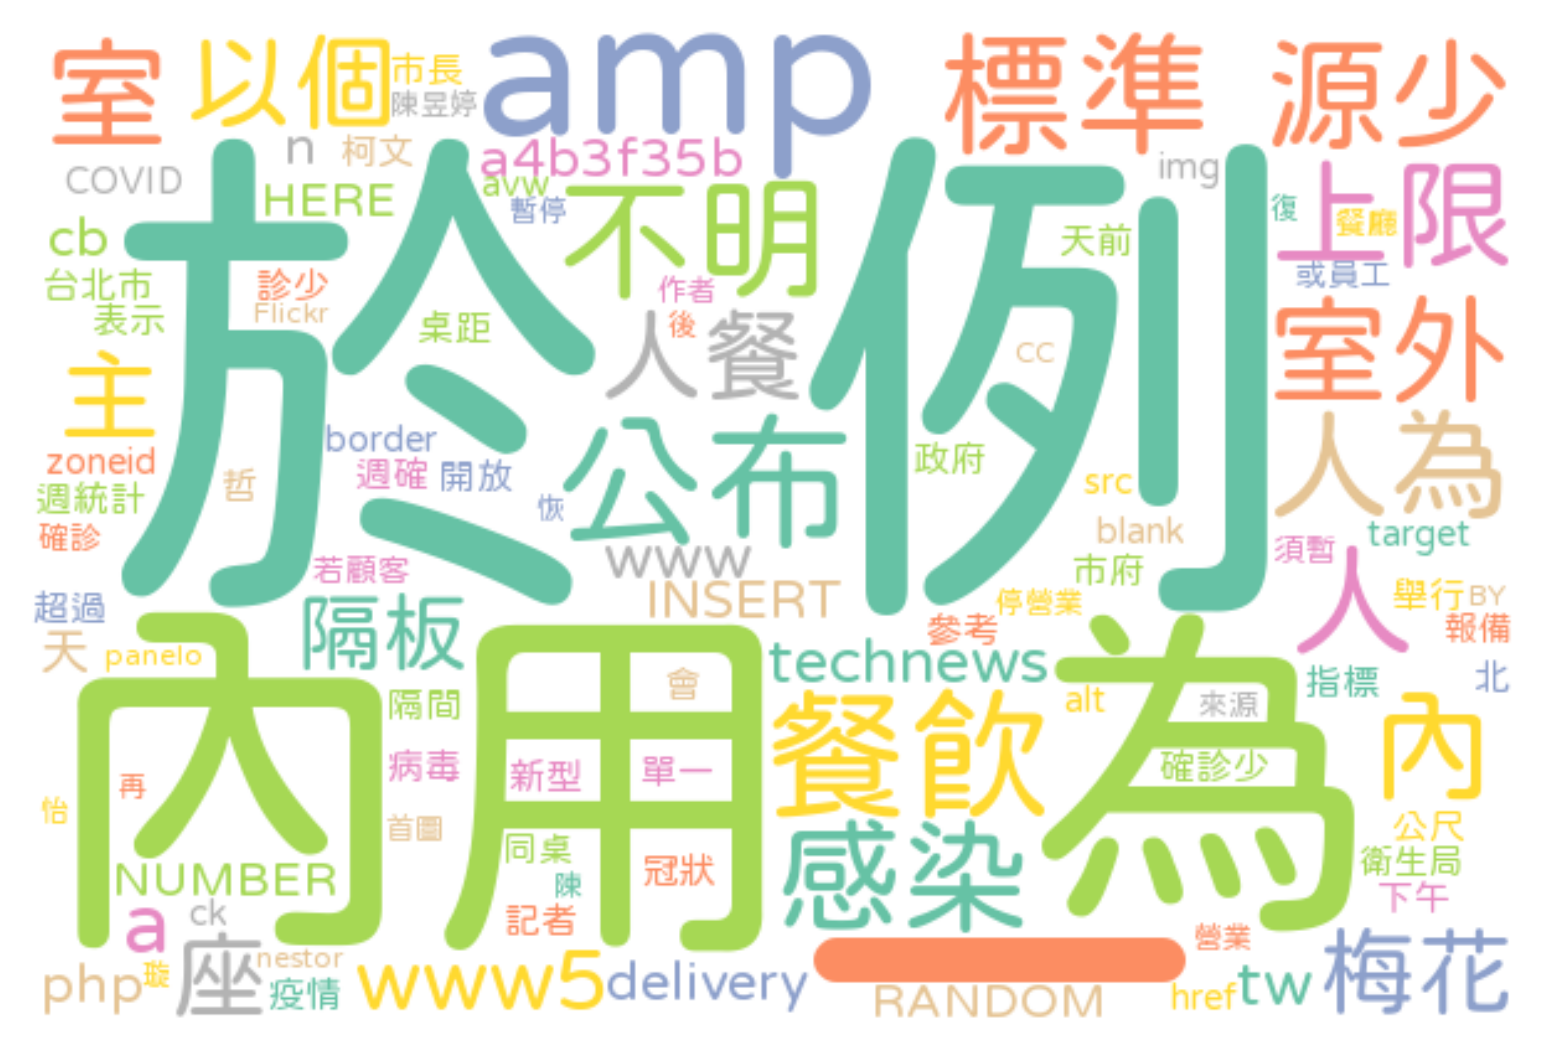 室 以個 市長 amp 標準 源少
陳昱婷
n 柯文 a4b3f35b img
COVID HERE avw 不明 上限
暫停 復 餐廳
cb 於 例 天前
台北市 診少 作者 或員工
表示 Flickr 桌距 人餐 後 cc 室外
主 公布 人為
border 政府
zoneid 哲 週確 開放 src
週統計 恢 blank
確診 www target
若顧客 市府 須暫 人
超過 隔板 INSERT 停營業 舉行 BY
天 panelo 參考 報備
內用 technews 為 指標 北
隔間 會 餐飲 alt 來源 內
病毒 新型 單一 確診少
再
怡 首圖 公尺
同桌 感染 衛生局
NUMBER 陳 冠狀 下午
a ck 記者 一 營業 梅花
座 nestor
php 璇 疫情 www5 delivery RANDOM href tw